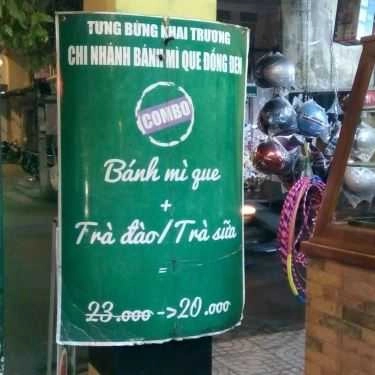 TƯNG BỪNG KHAI TRƯƠNG
CHI NHÁNH BÁNH MÌ QUE ĐỒNG ĐEN
COMBO
Bánh mì que
+
Trà đào/Trà sữa
=
23.000->20.000